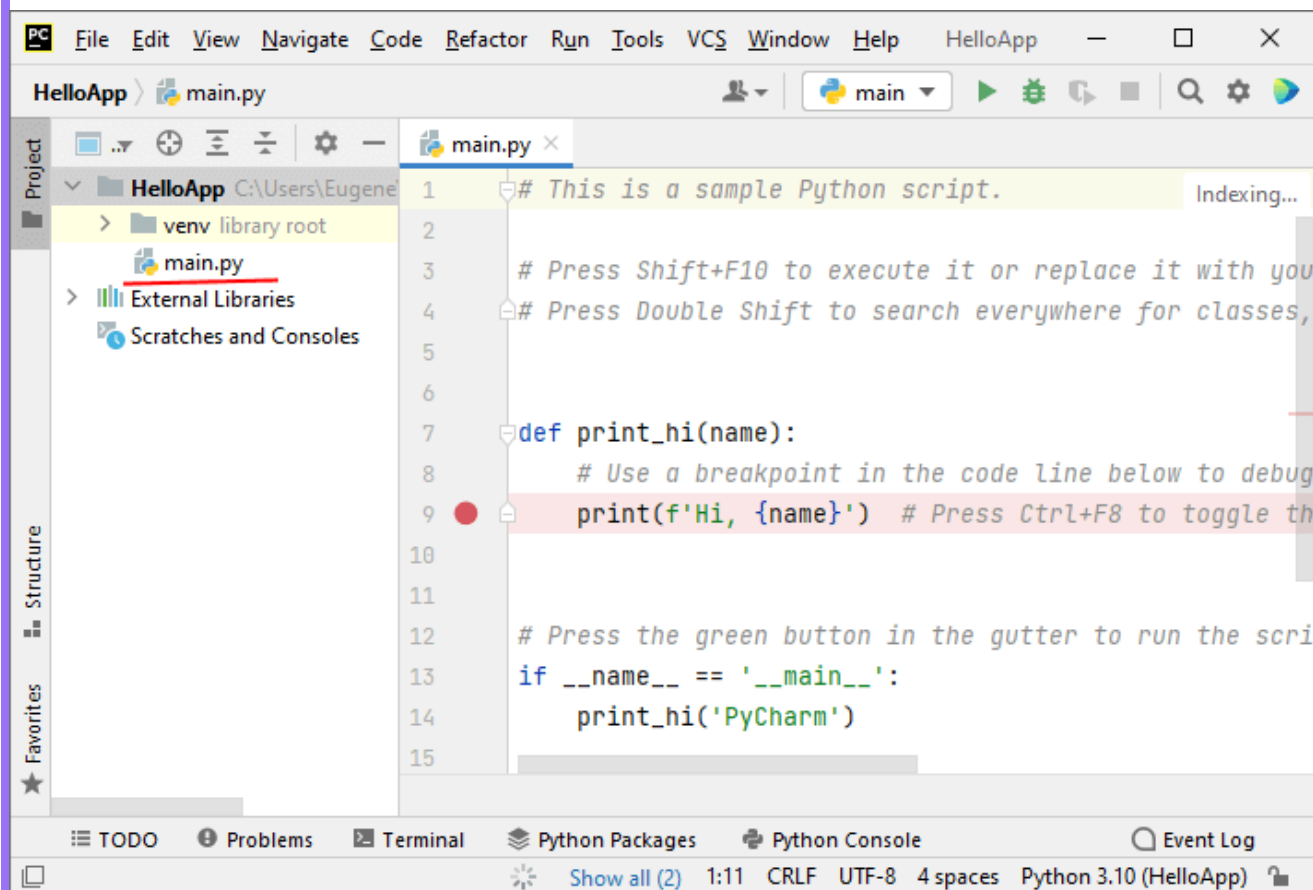 PC File Edit View Navigate Code Refactor Run Tools VCS Window Help HelloApp
HelloApp main.py main
Project
main.py
HelloApp C:\Users\Eugene
venv library root
main.py
External Libraries
Scratches and Consoles
Structure
Favorites
1 # This is a sample Python script.
Indexing...
2
3 # Press Shift+F10 to execute it or replace it with you
4 # Press Double Shift to search everywhere for classes,
5
6
7 def print_hi(name):
8 # Use a breakpoint in the code line below to debug
9 print(f'Hi, {name}') # Press Ctrl+F8 to toggle th
10
11
12 # Press the green button in the gutter to run the scri
13 if __name__ == '__main__':
14 print_hi('PyCharm')
15
TODO Problems Terminal Python Packages Python Console Event Log
Show all (2) 1:11 CRLF UTF-8 4 spaces Python 3.10 (HelloApp)